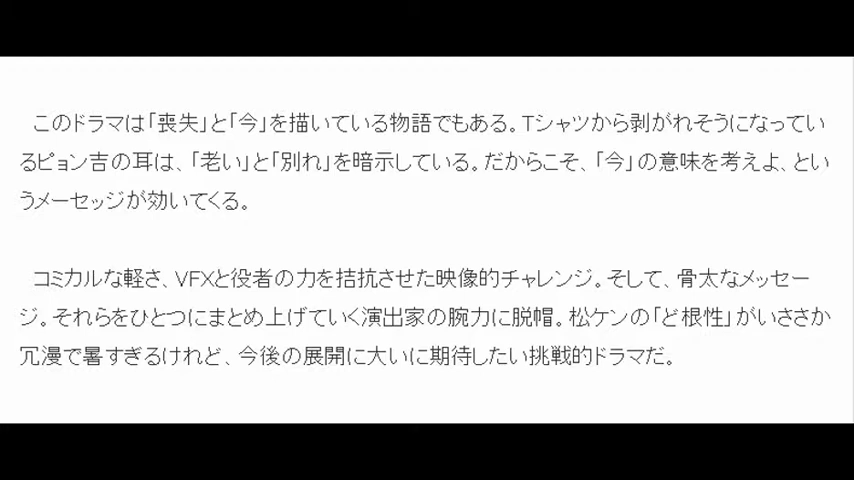 このドラマは「喪失」と「今」を描いている物語でもある。Tシャツから剥がれそうになってい
るピョン吉の耳は、「老い」と「別れ」を暗示している。だからこそ、「今」の意味を考えよ、とい
うメーセッジが効いてくる。
コミカルな軽さ、VFXと役者の力を拮抗させた映像的チャレンジ。そして、骨太なメッセー
ジ。それらをひとつにまとめ上げていく演出家の腕力に脱帽。松ケンの「ど根性」がいささか
冗漫で暑すぎるけれど、今後の展開に大いに期待したい挑戦的ドラマだ。